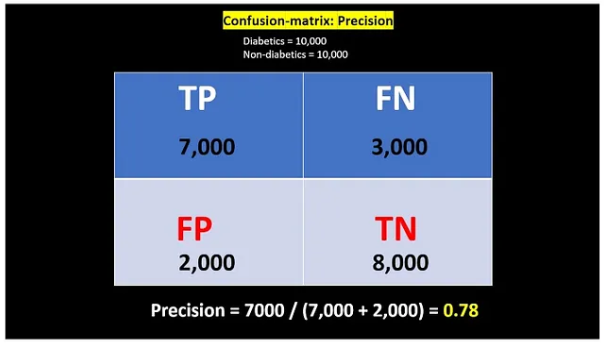 Confusion-matrix: Precision
Diabetics = 10,000
Non-diabetics = 10,000
TP FN
7,000 3,000
FP TN
2,000 8,000
Precision = 7000 / (7,000 + 2,000) = 0.78